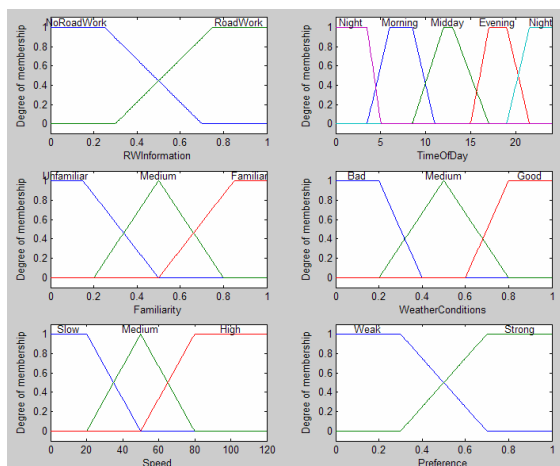 NoRoadWork RoadWork
Degree of membership
1
0.8
0.6
0.4
0.2
0
0 0.2 0.4 0.6 0.8 1
RWInformation
Night Morning Midday Evening Night
Degree of membership
1
0.8
0.6
0.4
0.2
0
0 5 10 15 20
TimeOfDay
Unfamiliar Medium Familiar
Degree of membership
1
0.8
0.6
0.4
0.2
0
0 0.2 0.4 0.6 0.8 1
Familiarity
Bad Medium Good
Degree of membership
1
0.8
0.6
0.4
0.2
0
0 0.2 0.4 0.6 0.8 1
WeatherConditions
Slow Medium High
Degree of membership
1
0.8
0.6
0.4
0.2
0
0 20 40 60 80 100 120
Speed
Weak Strong
Degree of membership
1
0.8
0.6
0.4
0.2
0
0 0.2 0.4 0.6 0.8 1
Preference